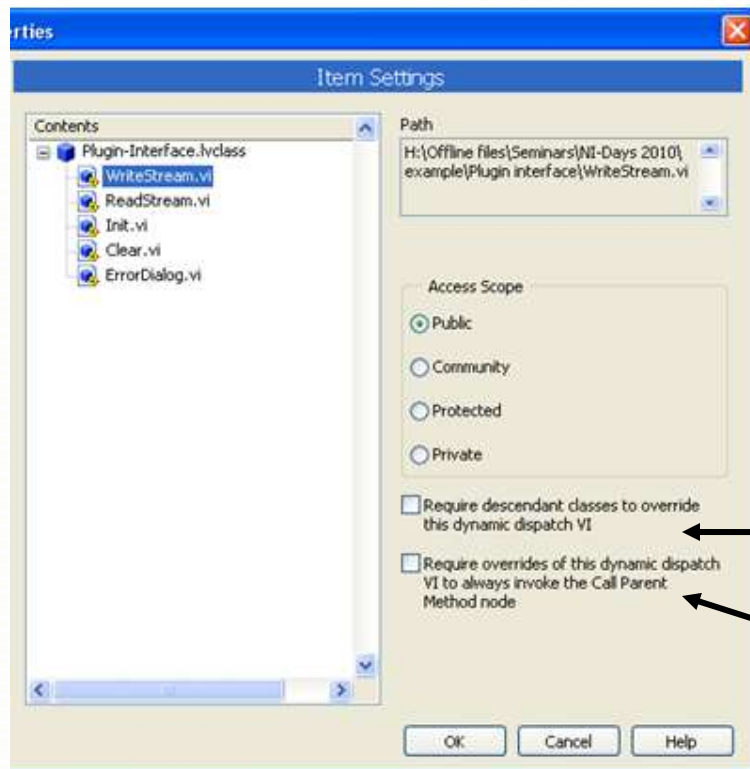 erties
Item Settings
Contents
Plugin-Interface.lvclass
WriteStream.vi
ReadStream.vi
Init.vi
Clear.vi
ErrorDialog.vi
Path
H:\Offline files\Seminars\NI-Days 2010\
example\Plugin interface\WriteStream.vi
Access Scope
Public
Community
Protected
Private
Require descendant classes to override
this dynamic dispatch VI
Require overrides of this dynamic dispatch
VI to always invoke the Call Parent
Method node
OK
Cancel
Help